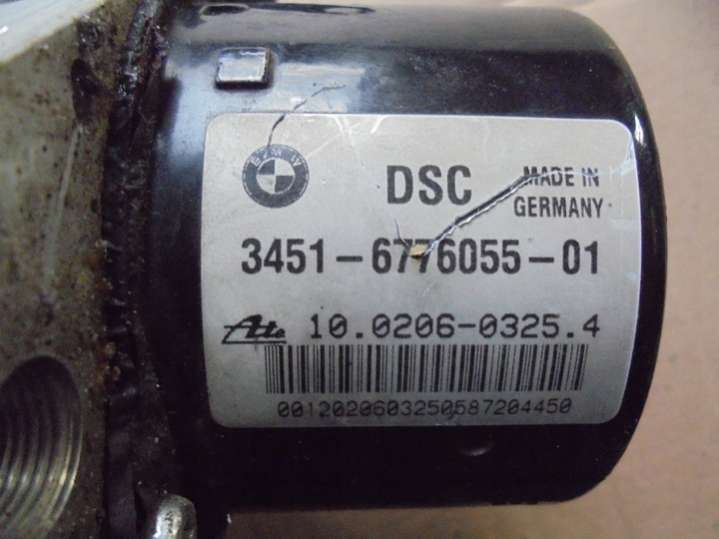 BMW
DSC
MADE IN
GERMANY
3451-6776055-01
Ate 10.0206-0325.4
0012020603250587204450